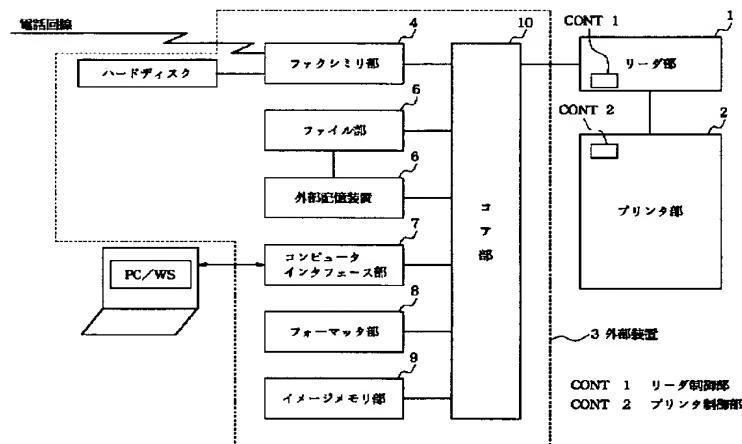 電話回線
ハードディスク
4
ファクシミリ部
6
ファイル部
6
外部記憶装置
7
コンピュータ
インタフェース部
PC/WS
8
フォーマッタ部
9
イメージメモリ部
10
コア部
CONT 1
1
リーダ部
CONT 2
2
プリンタ部
3 外部装置
CONT 1 リーダ制御部
CONT 2 プリンタ制御部